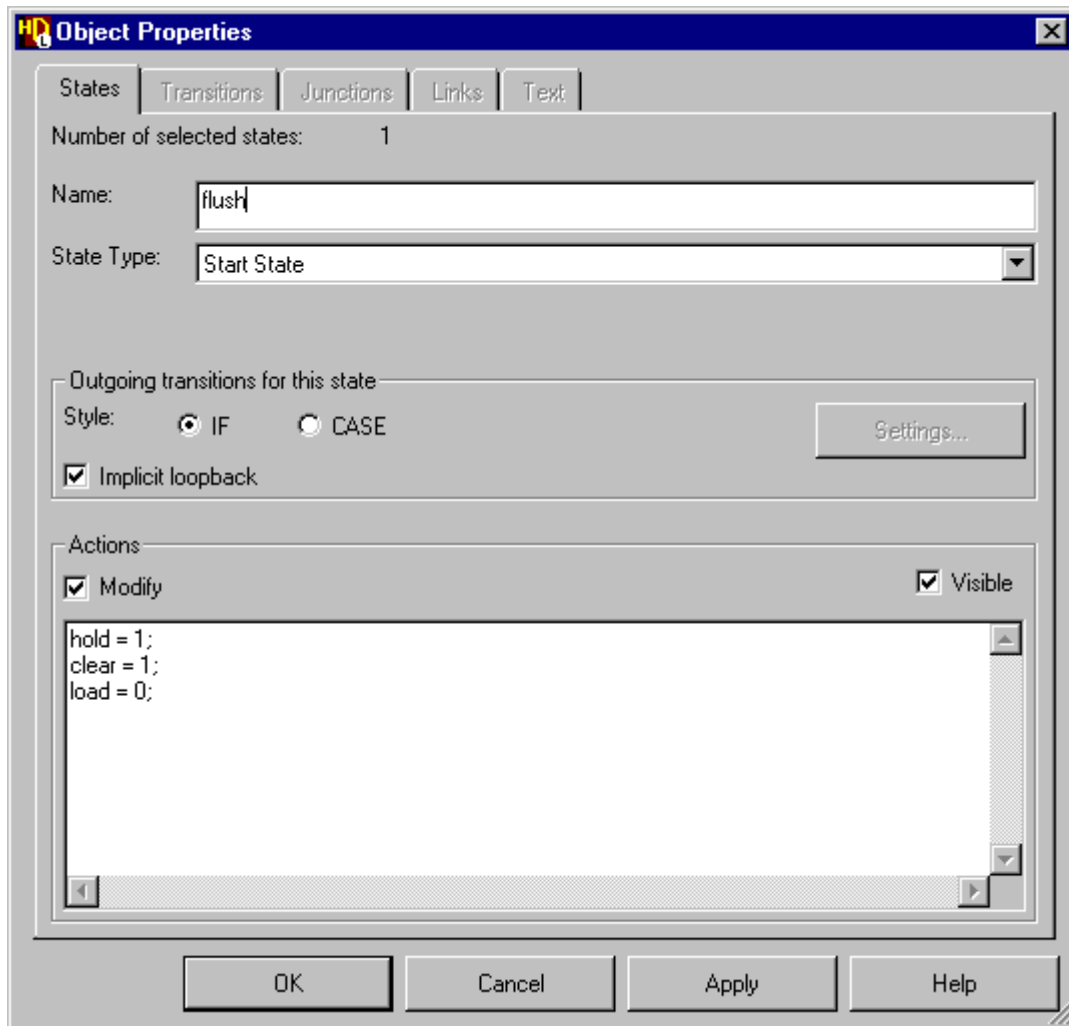 HDL Object Properties
States Transitions Junctions Links Text
Number of selected states: 1
Name: flush
State Type: Start State
Outgoing transitions for this state
Style: IF CASE Settings...
Implicit loopback
Actions
Modify Visible
hold = 1;
clear = 1;
load = 0;
OK Cancel Apply Help